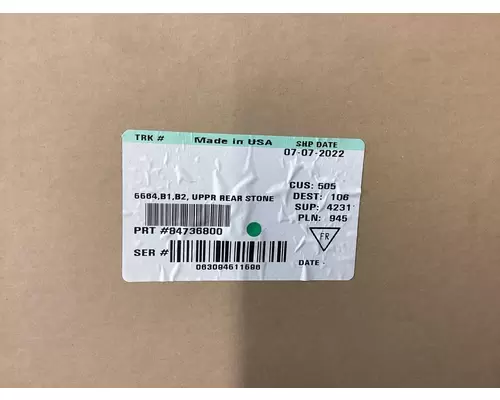 TRK #
Made in USA
SHP DATE
07-07-2022
CUS: 505
DEST: 106
SUP: 4231
PLN: 945
6684,B1,B2, UPPR REAR STONE
PRT #84736800
SER #
063094611696
FR
DATE -